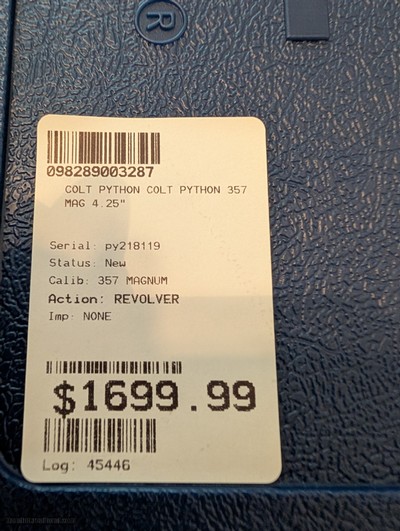 ®
098289003287
COLT PYTHON COLT PYTHON 357
MAG 4.25"
Serial: py218119
Status: New
Calib: 357 MAGNUM
Action: REVOLVER
Imp: NONE
$1699.99
Log: 45446